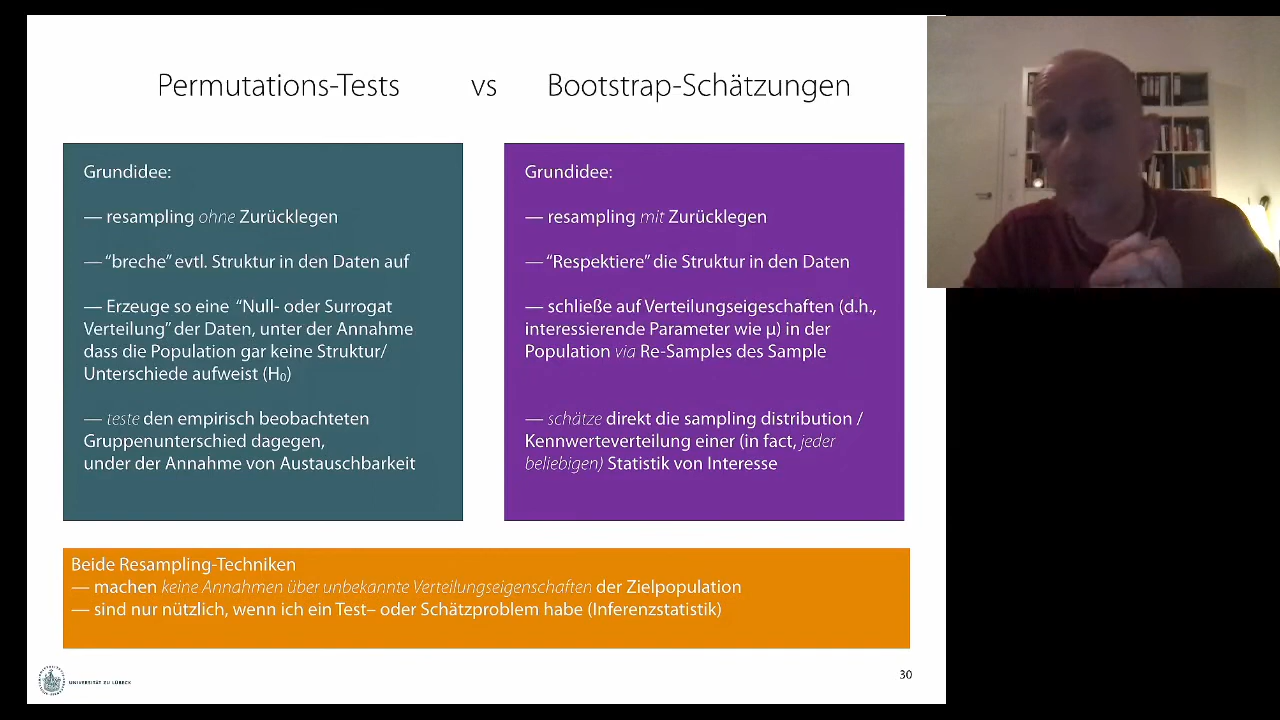 Permutations-Tests vs Bootstrap-Schätzungen
Grundidee:
— resampling ohne Zurücklegen
— “breche” evtl. Struktur in den Daten auf
— Erzeuge so eine “Null- oder Surrogat
Verteilung” der Daten, unter der Annahme
dass die Population gar keine Struktur/
Unterschiede aufweist (H₀)
— teste den empirisch beobachteten
Gruppenunterschied dagegen,
under der Annahme von Austauschbarkeit
Grundidee:
— resampling mit Zurücklegen
— “Respektiere” die Struktur in den Daten
— schließe auf Verteilungseigeschaften (d.h.,
interessierende Parameter wie μ) in der
Population via Re-Samples des Sample
— schätze direkt die sampling distribution /
Kennwerteverteilung einer (in fact, jeder
beliebigen) Statistik von Interesse
Beide Resampling-Techniken
— machen keine Annahmen über unbekannte Verteilungseigenschaften der Zielpopulation
— sind nur nützlich, wenn ich ein Test– oder Schätzproblem habe (Inferenzstatistik)
UNIVERSITÄT ZU LÜBECK
30